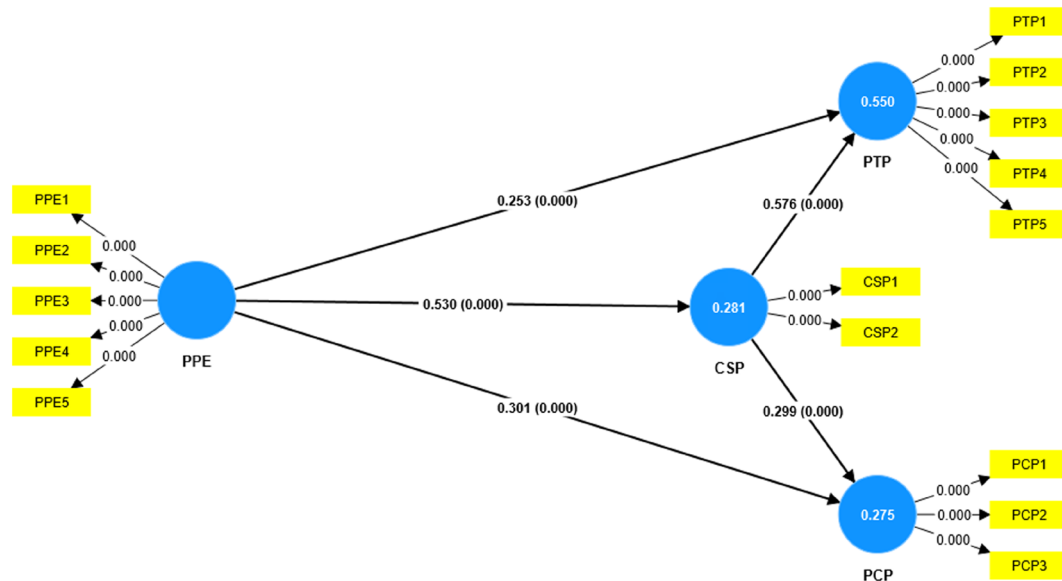 PTP1
0.000
PTP2
0.000
0.550
0.000
PTP3
0.000
PTP
PTP4
0.000
PPE1
0.253 (0.000)
0.576 (0.000)
PTP5
0.000
PPE2
0.000
CSP1
PPE3
0.000
0.530 (0.000)
0.281
0.000
0.000
0.000
CSP2
PPE4
0.000
PPE
CSP
PPE5
0.301 (0.000)
0.299 (0.000)
PCP1
0.000
0.275
0.000
PCP2
0.000
PCP
PCP3